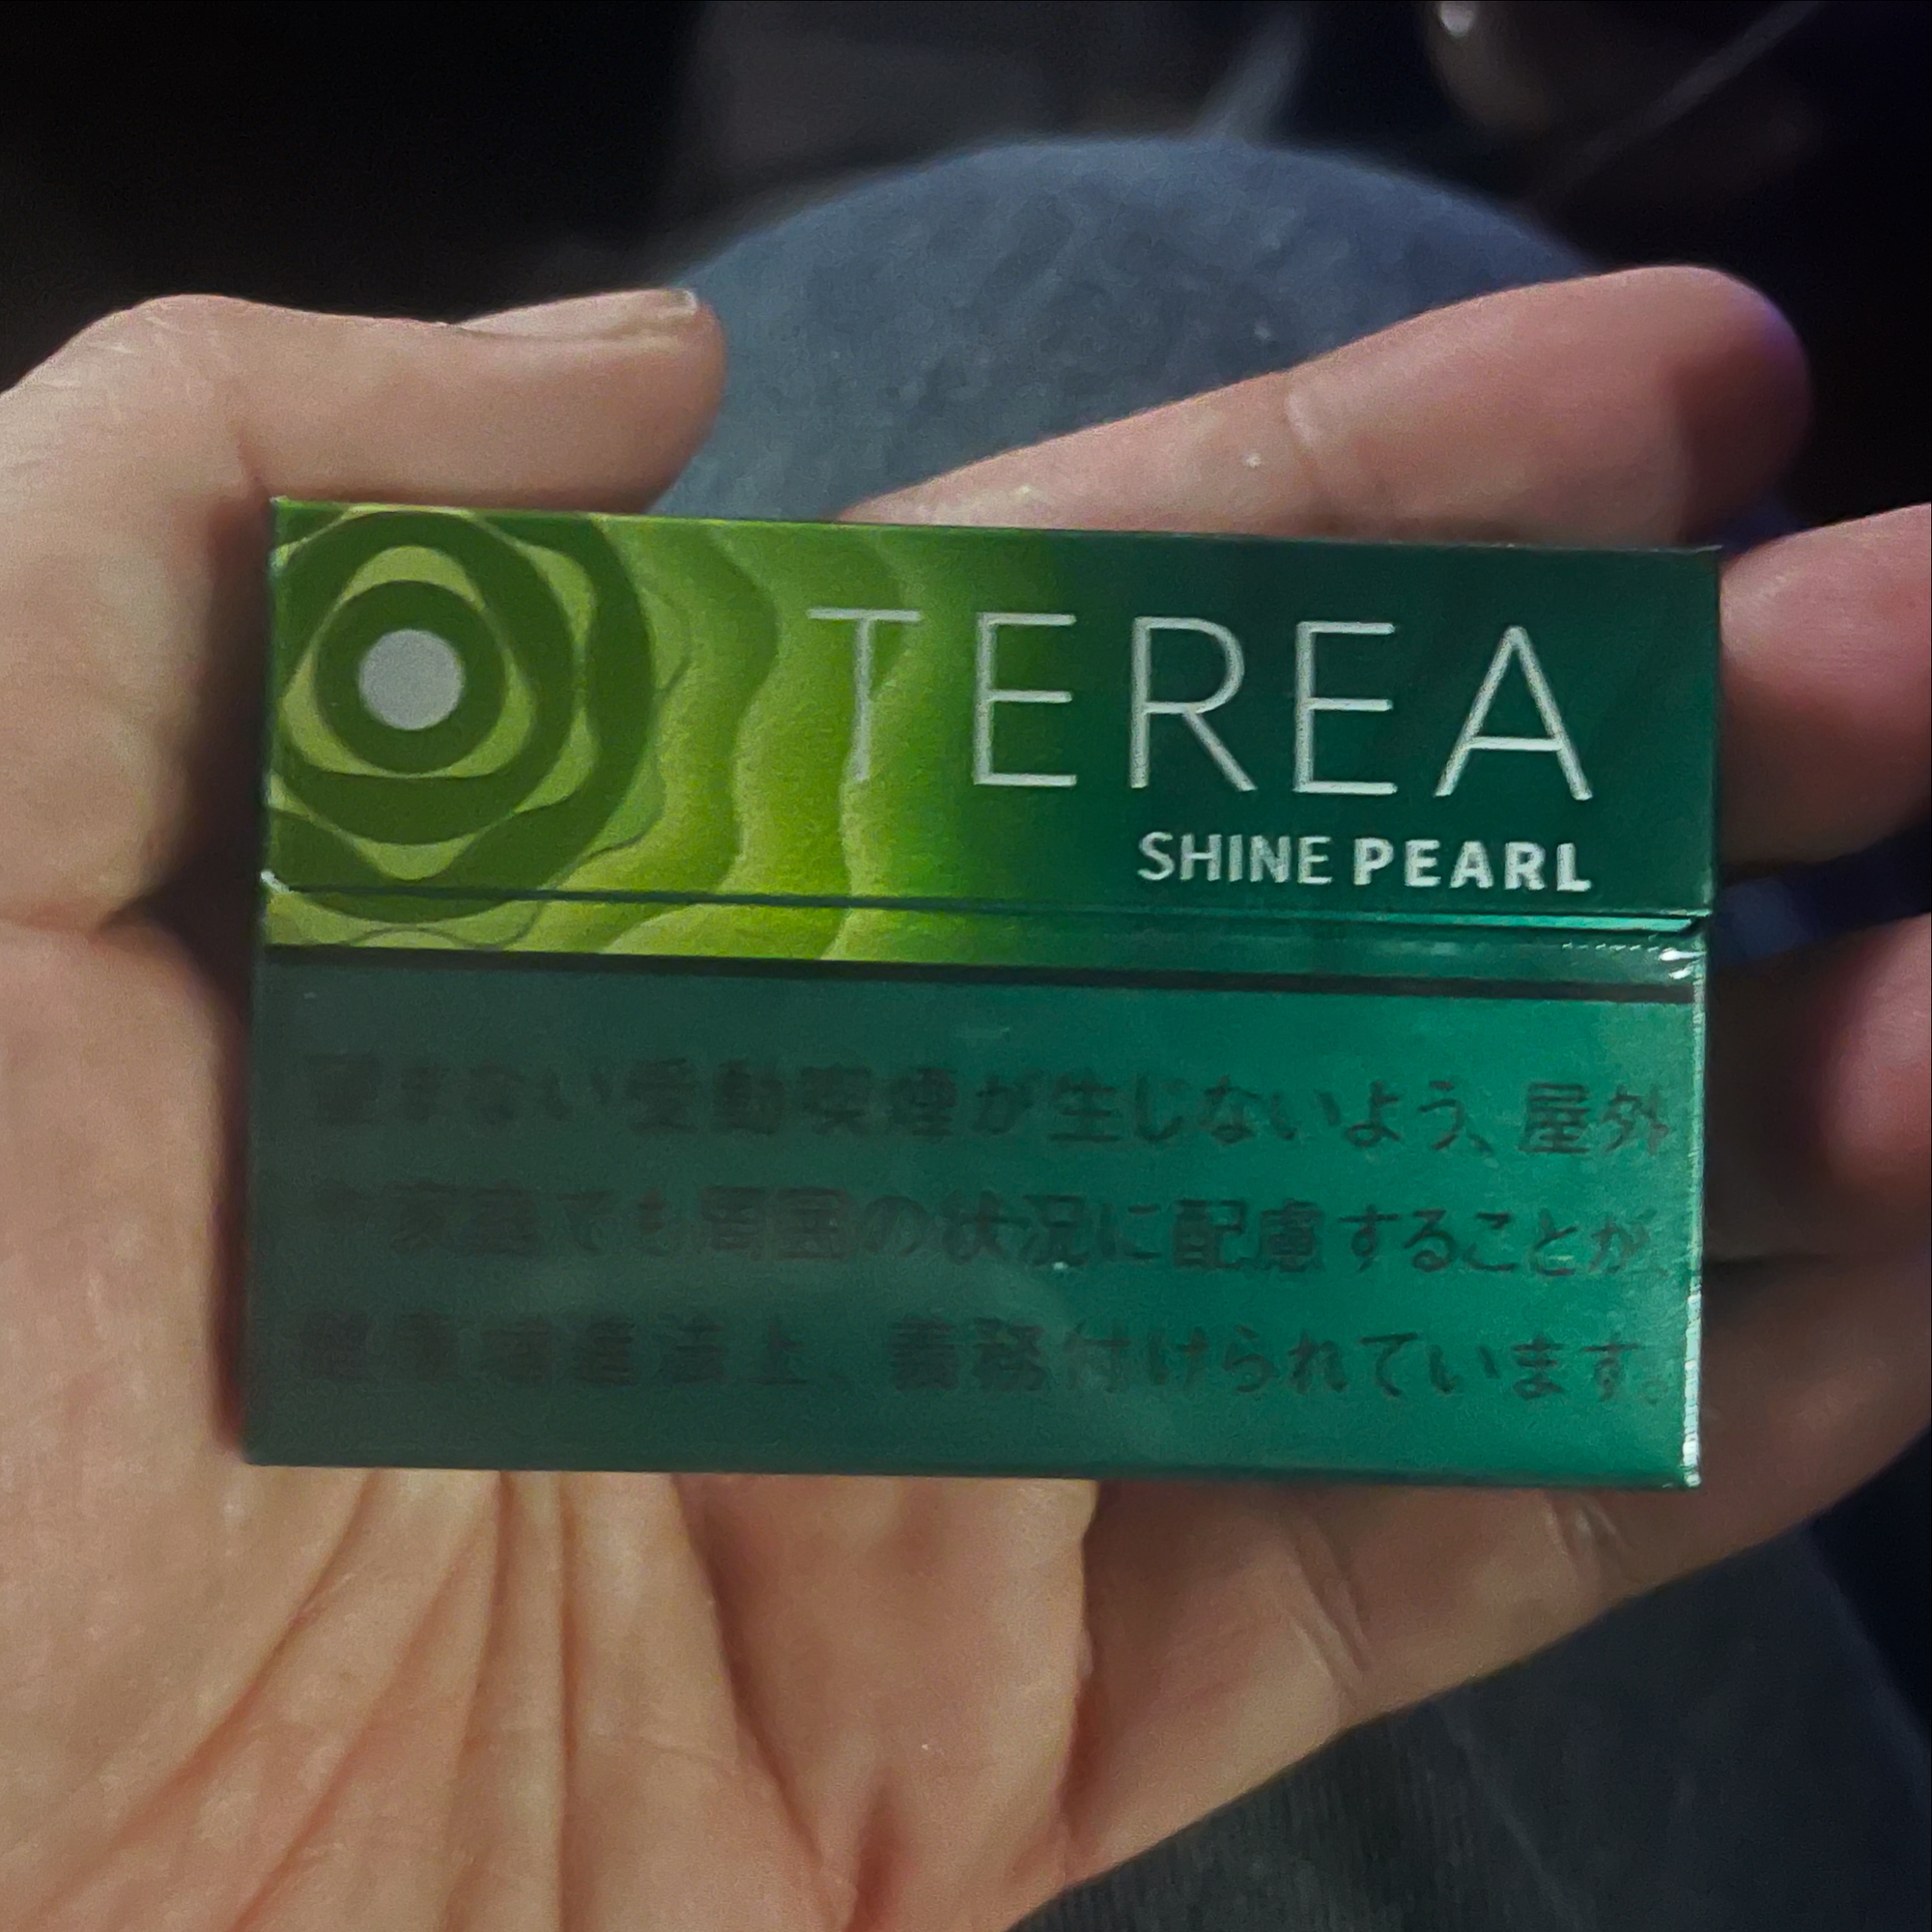 TEREA
SHINE PEARL
望まない受動喫煙が生じないよう、屋外
や家庭でも周囲の状況に配慮することが、
健康増進法上、義務付けられています。